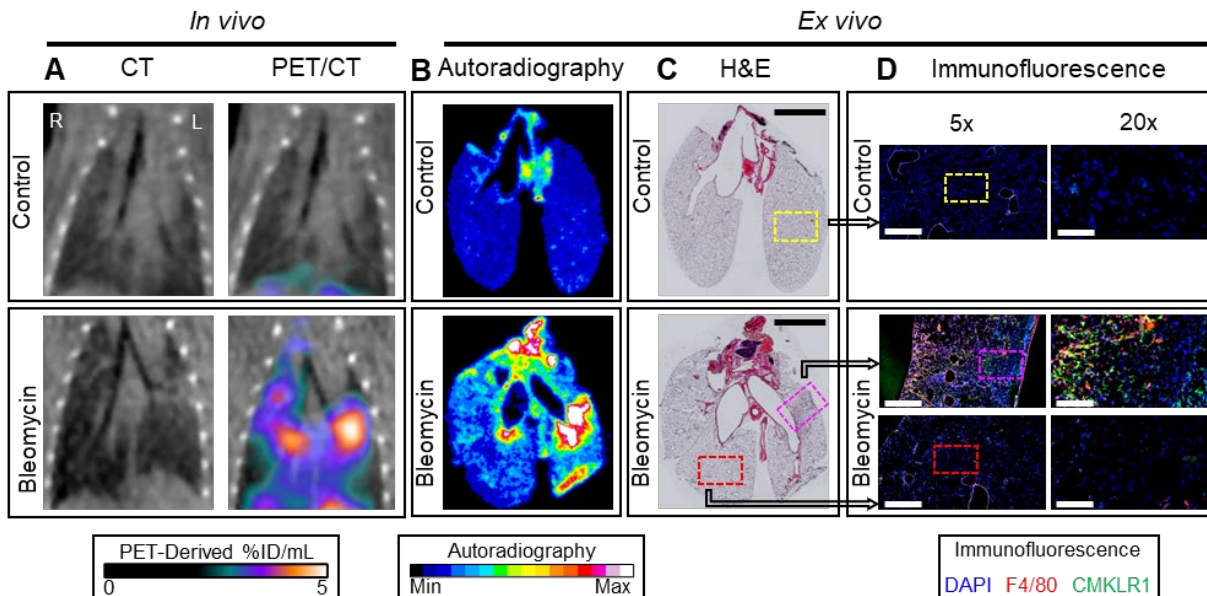 In vivo
Ex vivo
A CT PET/CT
B Autoradiography
C H&E
D Immunofluorescence
5x 20x
Control
R L
Control
Control
Control
Bleomycin
Bleomycin
Bleomycin
Bleomycin
PET-Derived %ID/mL
0 5
Autoradiography
Min Max
Immunofluorescence
DAPI F4/80 CMKLR1